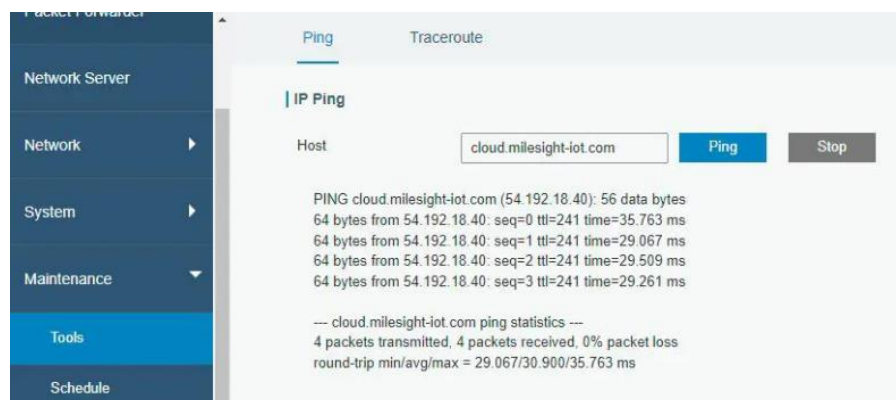 Packet Forwarder
Network Server
Network
System
Maintenance
Tools
Schedule
Ping Traceroute
IP Ping
Host cloud.milesight-iot.com Ping Stop
PING cloud.milesight-iot.com (54.192.18.40): 56 data bytes
64 bytes from 54.192.18.40: seq=0 ttl=241 time=35.763 ms
64 bytes from 54.192.18.40: seq=1 ttl=241 time=29.067 ms
64 bytes from 54.192.18.40: seq=2 ttl=241 time=29.509 ms
64 bytes from 54.192.18.40: seq=3 ttl=241 time=29.261 ms
--- cloud.milesight-iot.com ping statistics ---
4 packets transmitted, 4 packets received, 0% packet loss
round-trip min/avg/max = 29.067/30.900/35.763 ms